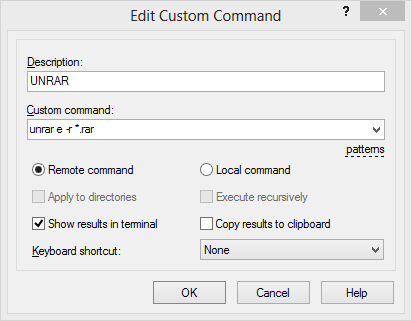 Edit Custom Command
?
Description:
UNRAR
Custom command:
unrar e -r *.rar
patterns
Remote command
Local command
Apply to directories
Execute recursively
Show results in terminal
Copy results to clipboard
Keyboard shortcut:
None
OK
Cancel
Help